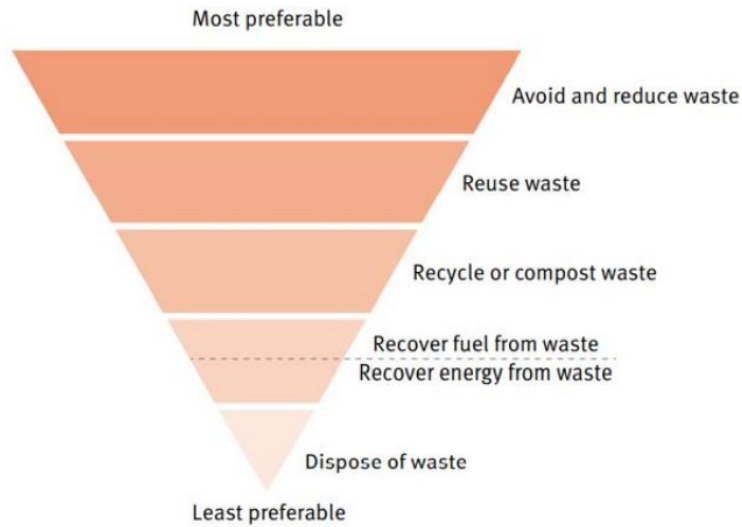 Most preferable
Avoid and reduce waste
Reuse waste
Recycle or compost waste
Recover fuel from waste
Recover energy from waste
Dispose of waste
Least preferable